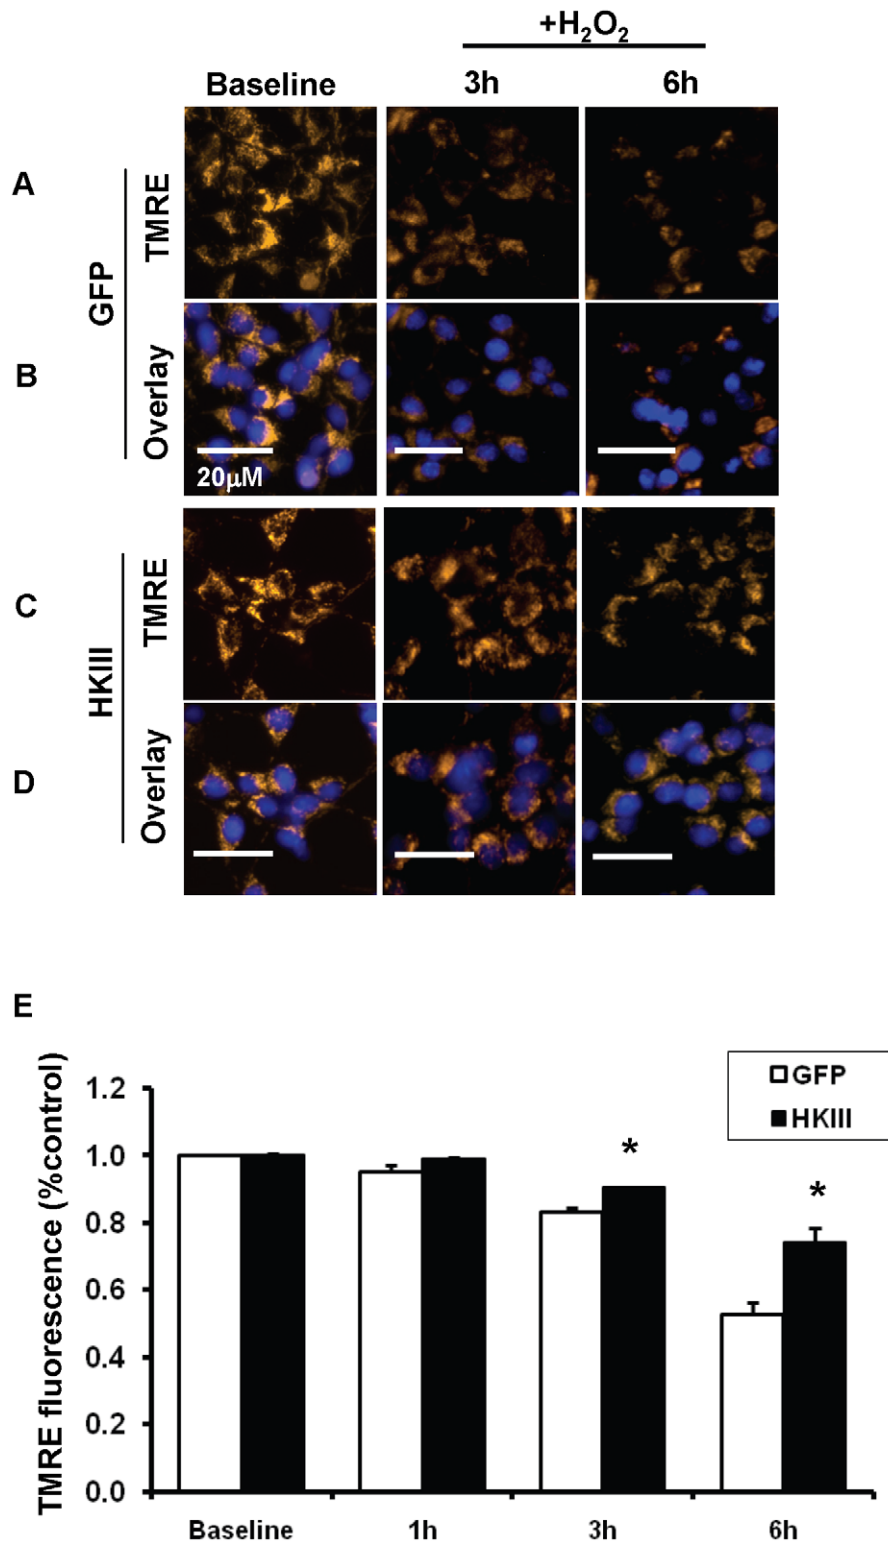 +H₂O₂
Baseline 3h 6h
A
TMRE
GFP
B
Overlay
20µM
C
TMRE
HKIII
D
Overlay
E
TMRE fluorescence (%control)
1.2
1.0
0.8
0.6
0.4
0.2
0.0
GFP
HKIII
*
*
Baseline 1h 3h 6h